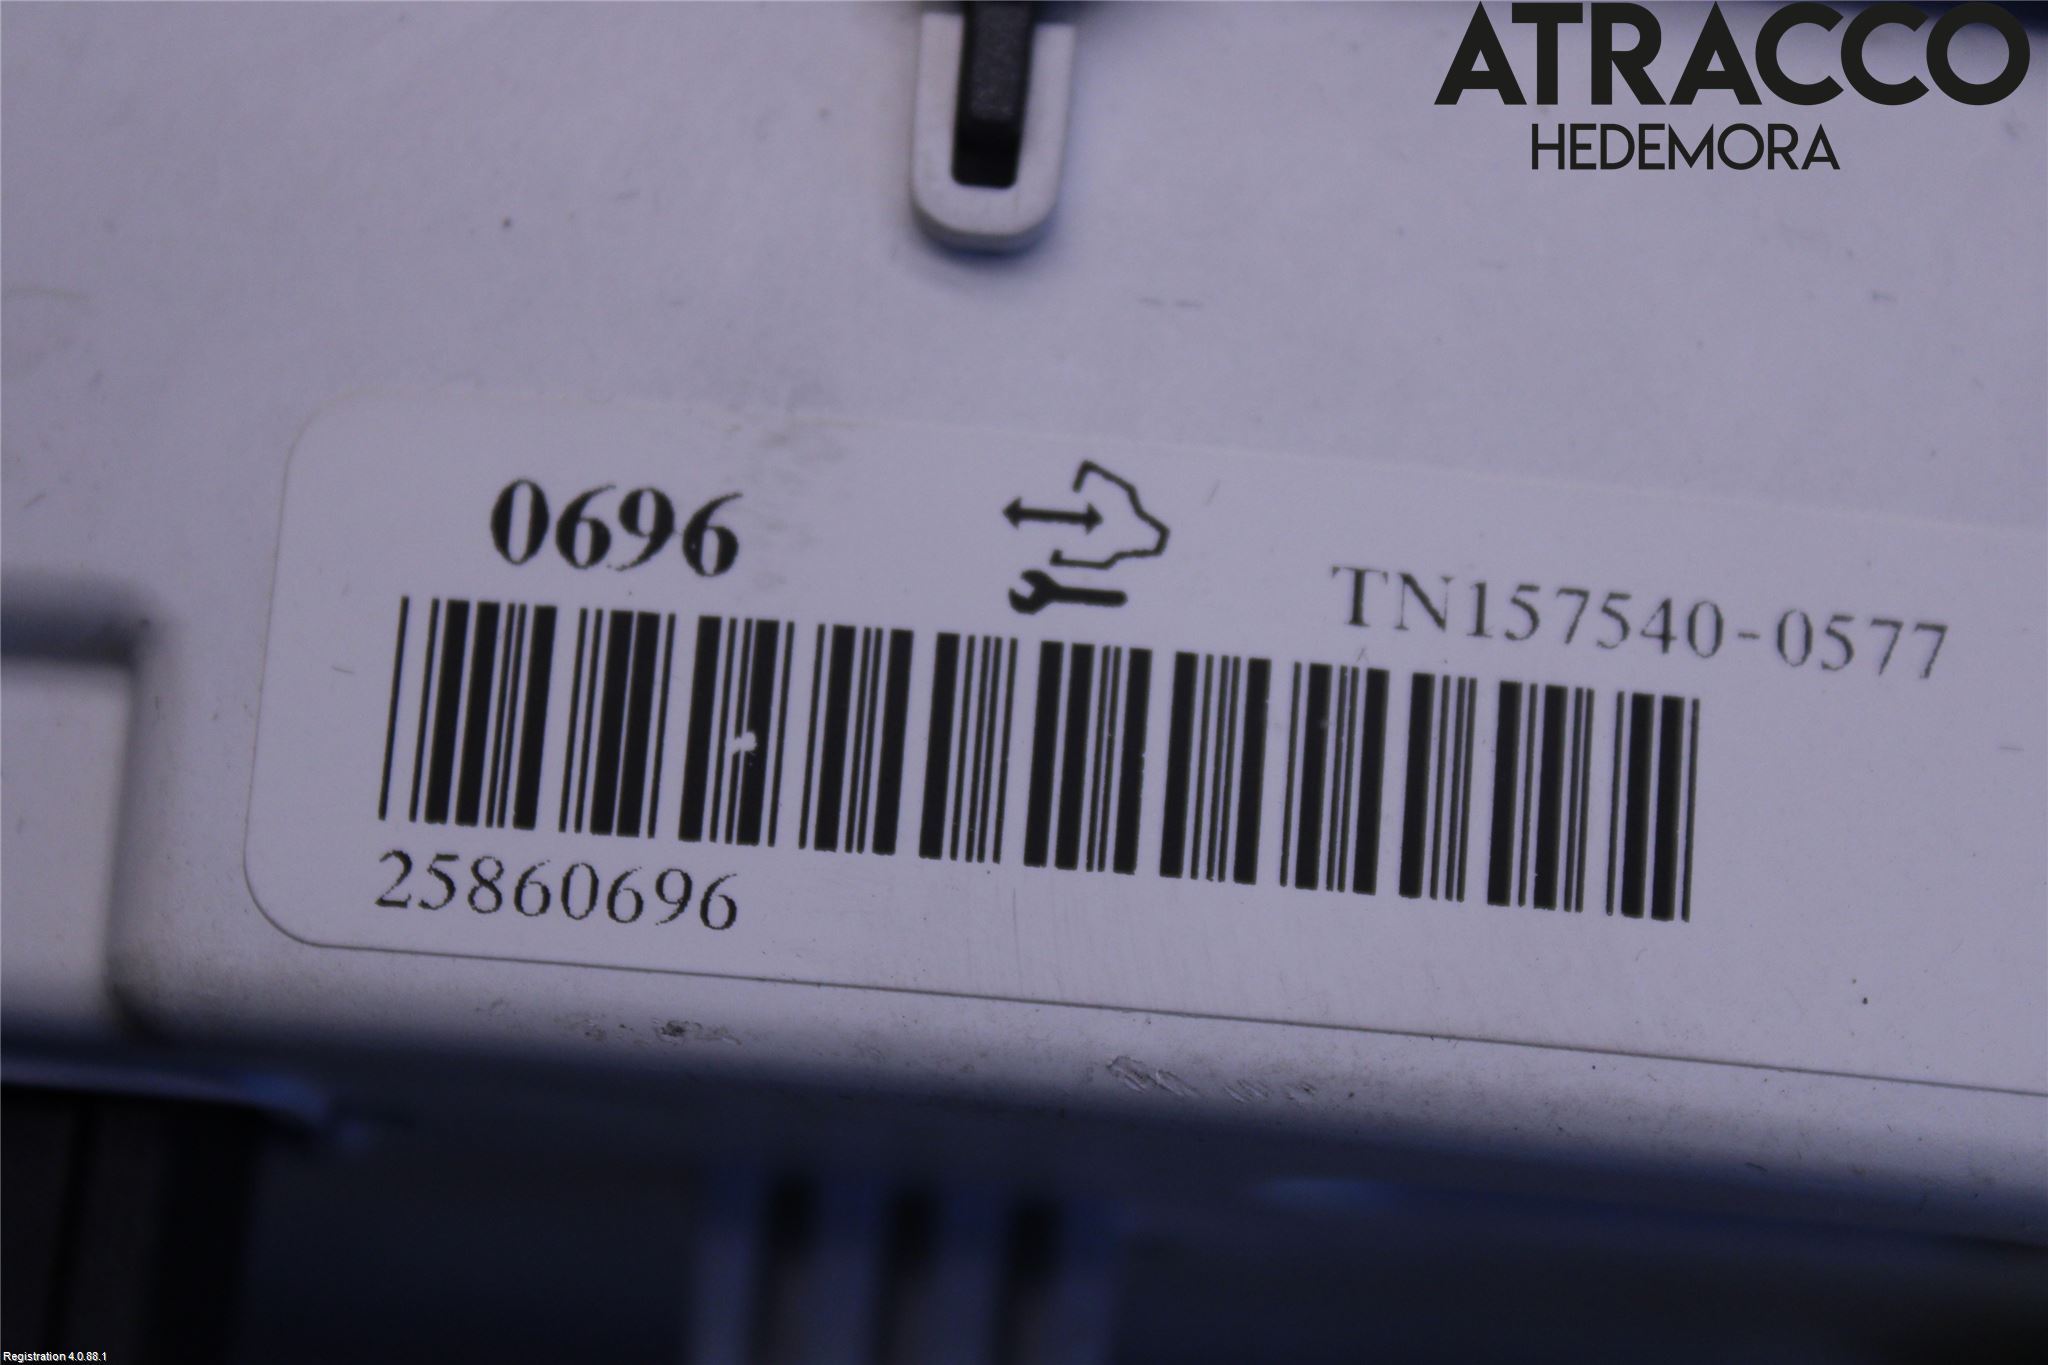 ATRACCO
HEDEMORA
0696
TN157540-0577
25860696
Registration 4.0.88.1